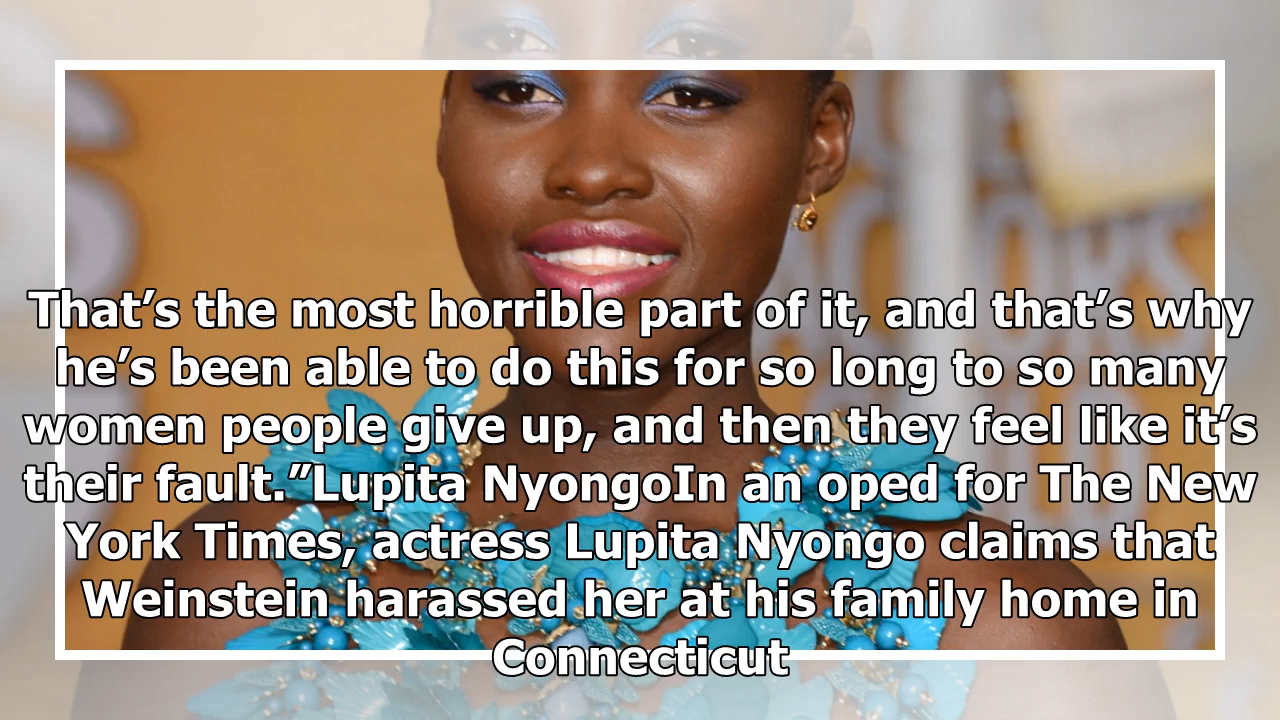 That’s the most horrible part of it, and that’s why
he’s been able to do this for so long to so many
women people give up, and then they feel like it’s
their fault.”Lupita NyongoIn an oped for The New
York Times, actress Lupita Nyongo claims that
Weinstein harassed her at his family home in
Connecticut